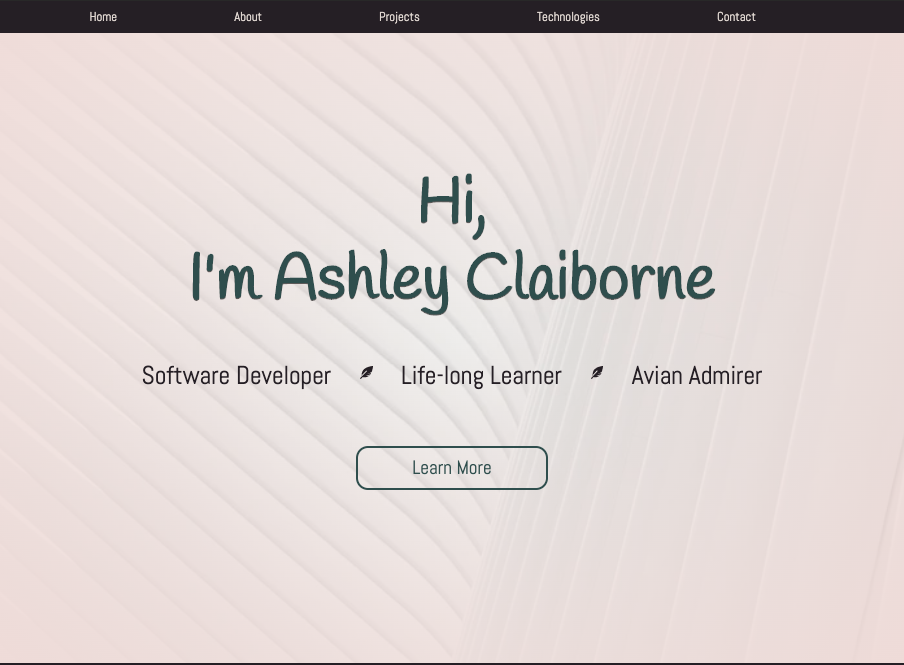 Home About Projects Technologies Contact
Hi,
I'm Ashley Claiborne
Software Developer Life-long Learner Avian Admirer
Learn More